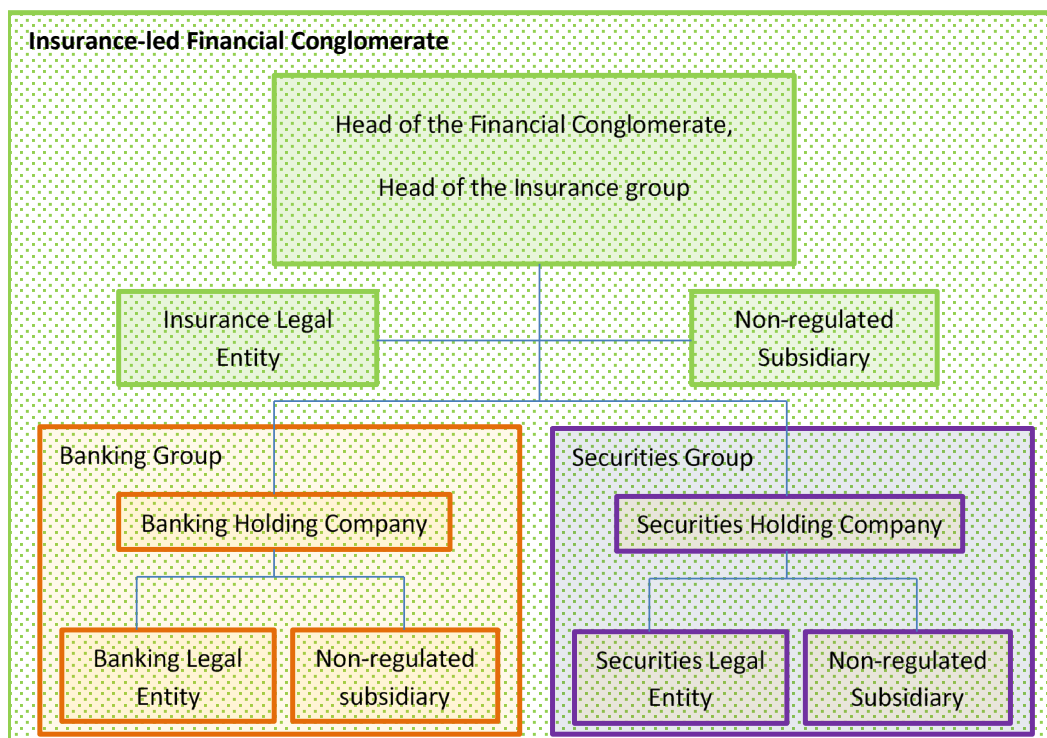 Insurance-led Financial Conglomerate
Head of the Financial Conglomerate,
Head of the Insurance group
Insurance Legal
Entity
Non-regulated
Subsidiary
Banking Group
Banking Holding Company
Banking Legal
Entity
Non-regulated
subsidiary
Securities Group
Securities Holding Company
Securities Legal
Entity
Non-regulated
Subsidiary